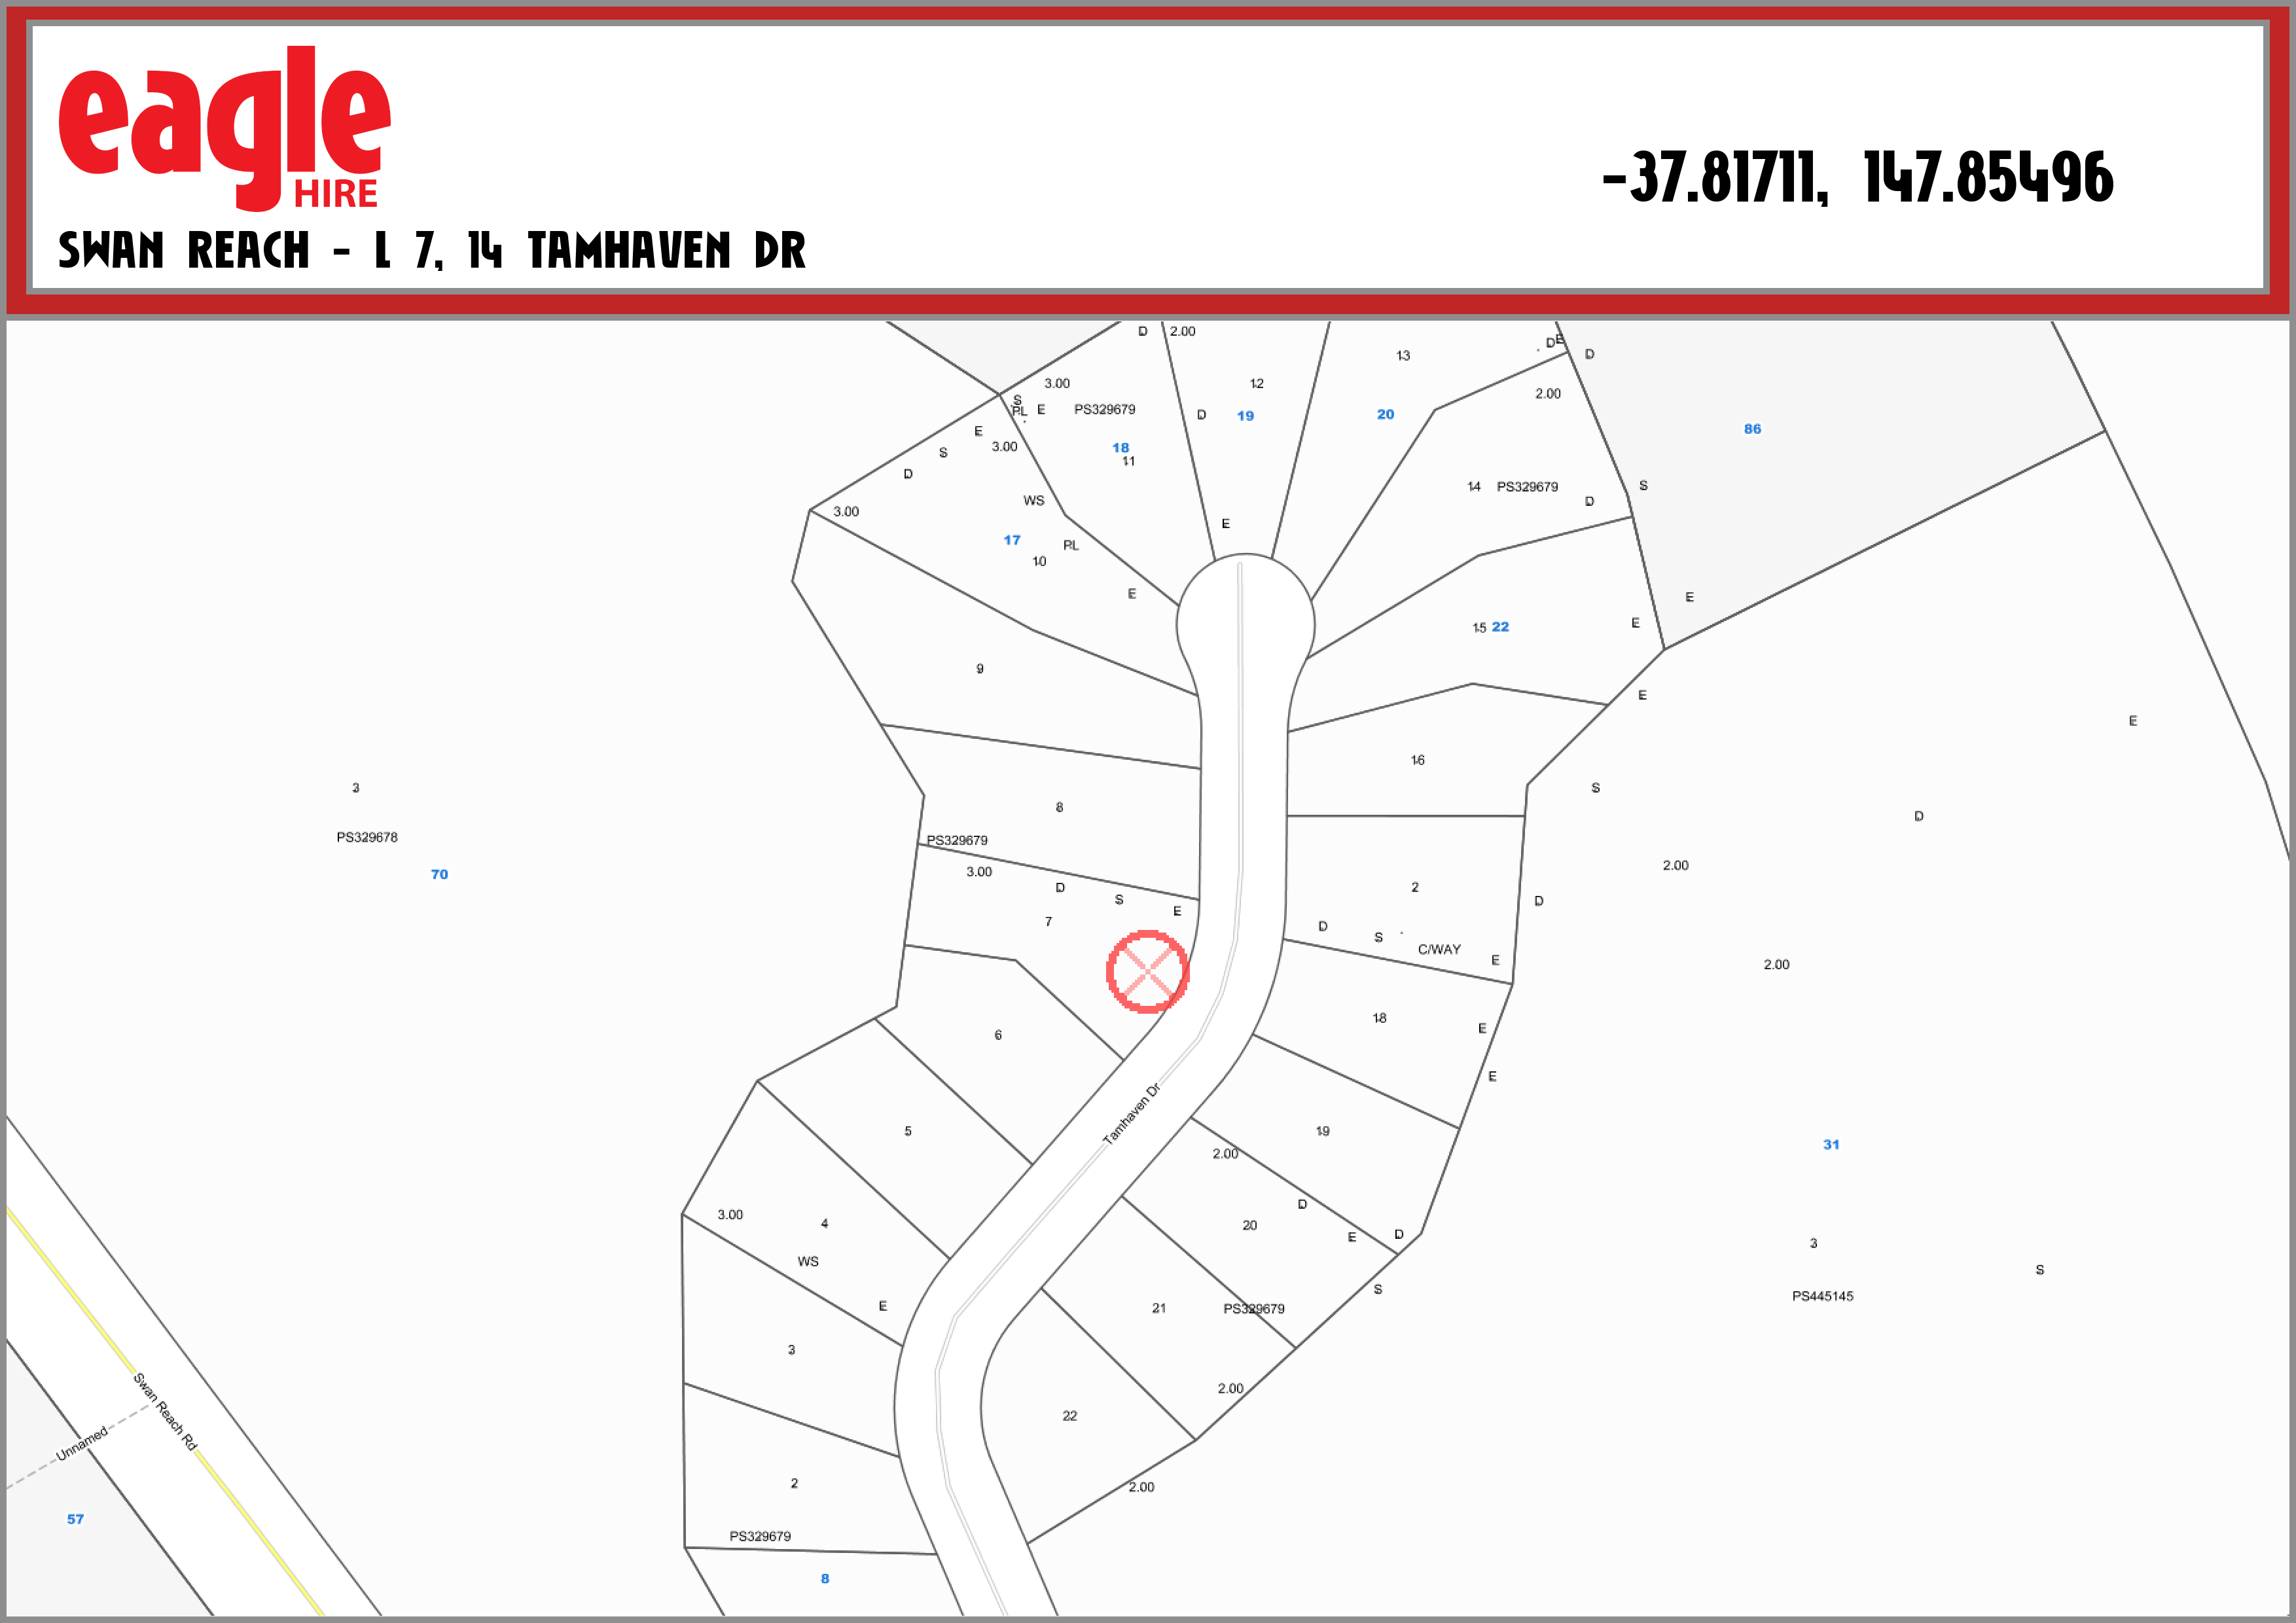 eagle
HIRE
-37.81711, 147.85496
SWAN REACH - L 7, 14 TAMHAVEN DR
D 2.00
13
D E
D
3.00
12
2.00
S
PL E PS329679
D 19
20
86
E
3.00
18
11
S
D
14 PS329679
S
WS
D
3.00
E
17
PL
10
E
E
15 22
E
9
E
E
16
3
S
8
D
PS329678
PS329679
2.00
70
3.00
D
S
2
E
D
7
D
S
C/WAY
E
2.00
18
E
6
E
Tamhaven Dr
5
19
31
2.00
3.00
4
D
20
E
D
3
WS
S
S
E
21
PS329679
PS445145
3
2.00
Swan Reach Rd
22
Unnamed
2
2.00
57
PS329679
8